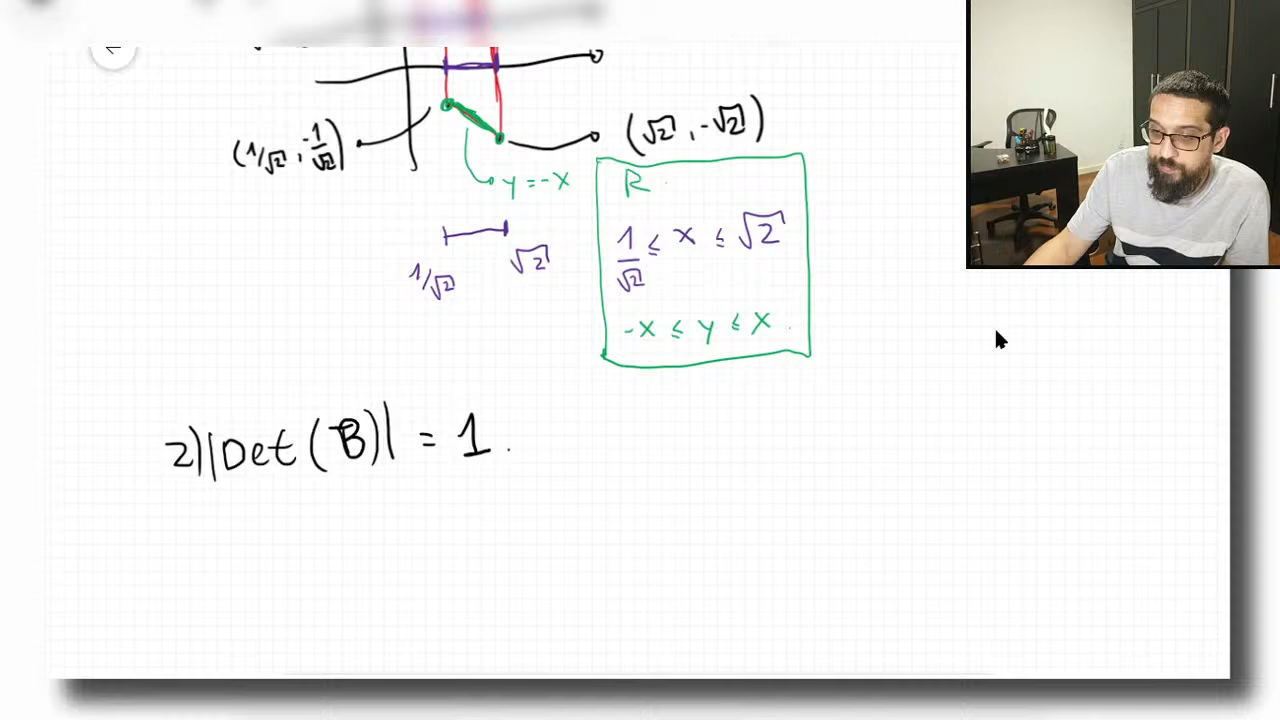 (1/√2, -1/√2)
(√2, -√2)
y = -x
R
1/√2 ≤ x ≤ √2
1/√2
√2
-x ≤ y ≤ x
2) |Det(B)| = 1.